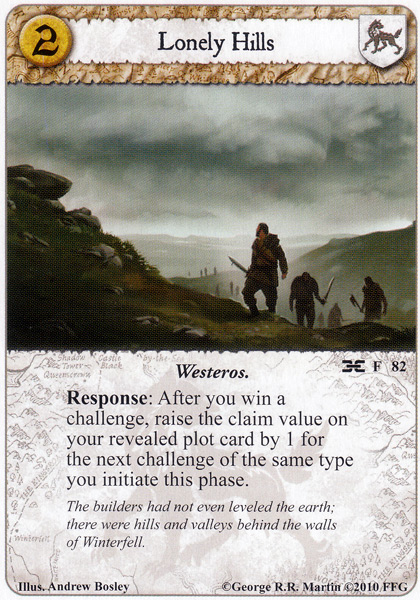 2
Lonely Hills
Shadow Tower
Castle Black
by-the-Sea
Queenscrown
Westeros.
F 82
Response: After you win a
challenge, raise the claim value on
your revealed plot card by 1 for
the next challenge of the same type
you initiate this phase.
The builders had not even leveled the earth;
there were hills and valleys behind the walls
of Winterfell.
Winterfell
Illus. Andrew Bosley
©George R.R. Martin ©2010 FFG